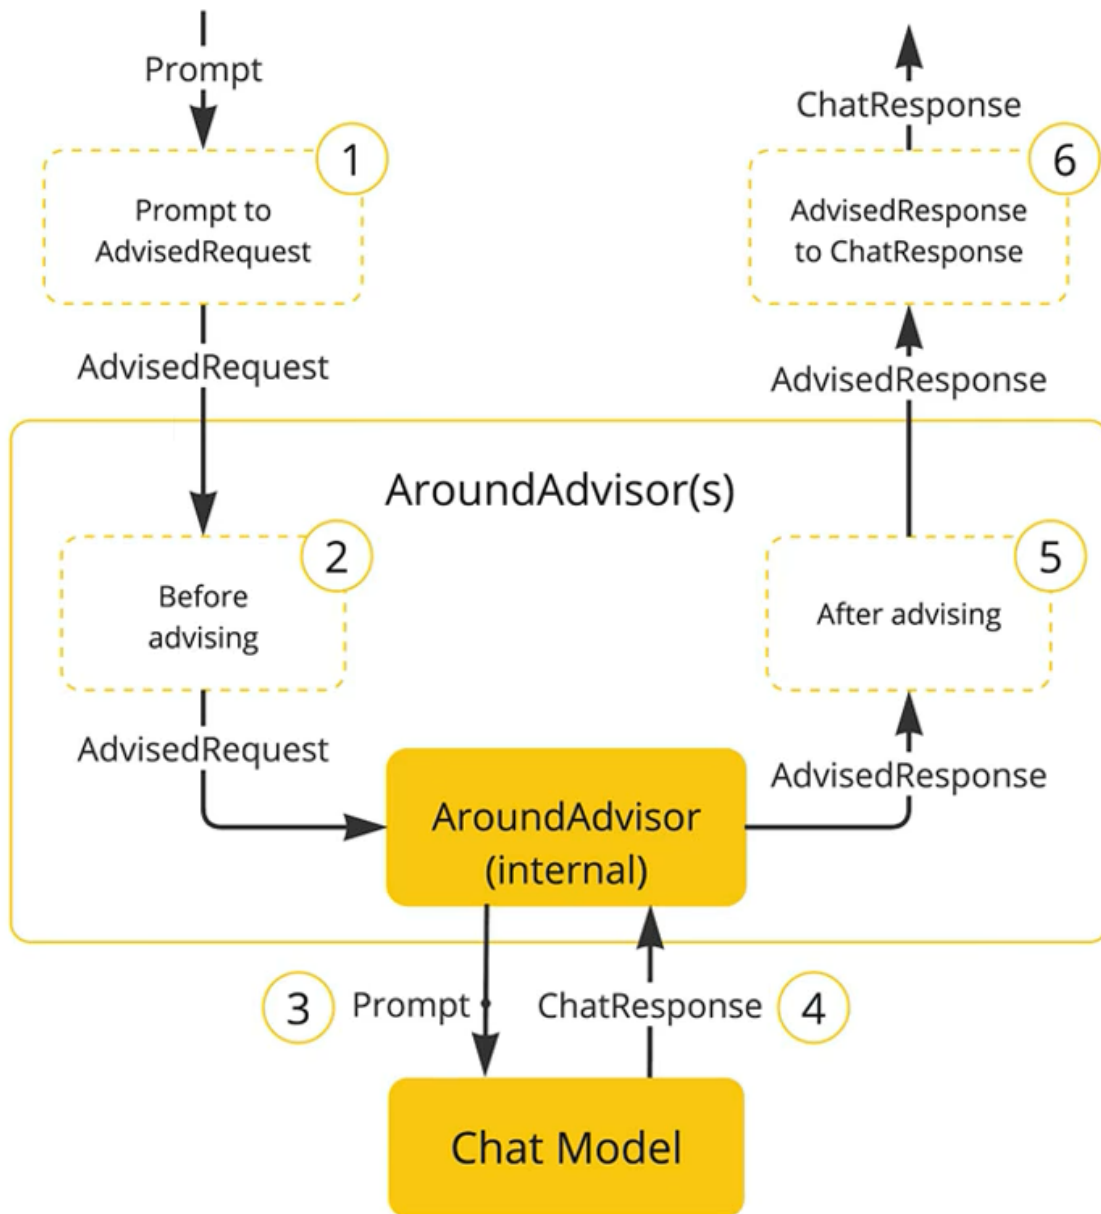 Prompt
1
Prompt to
AdvisedRequest
AdvisedRequest
ChatResponse
6
AdvisedResponse
to ChatResponse
AdvisedResponse
AroundAdvisor(s)
2
Before
advising
AdvisedRequest
5
After advising
AdvisedResponse
AroundAdvisor
(internal)
3
Prompt
ChatResponse
4
Chat Model